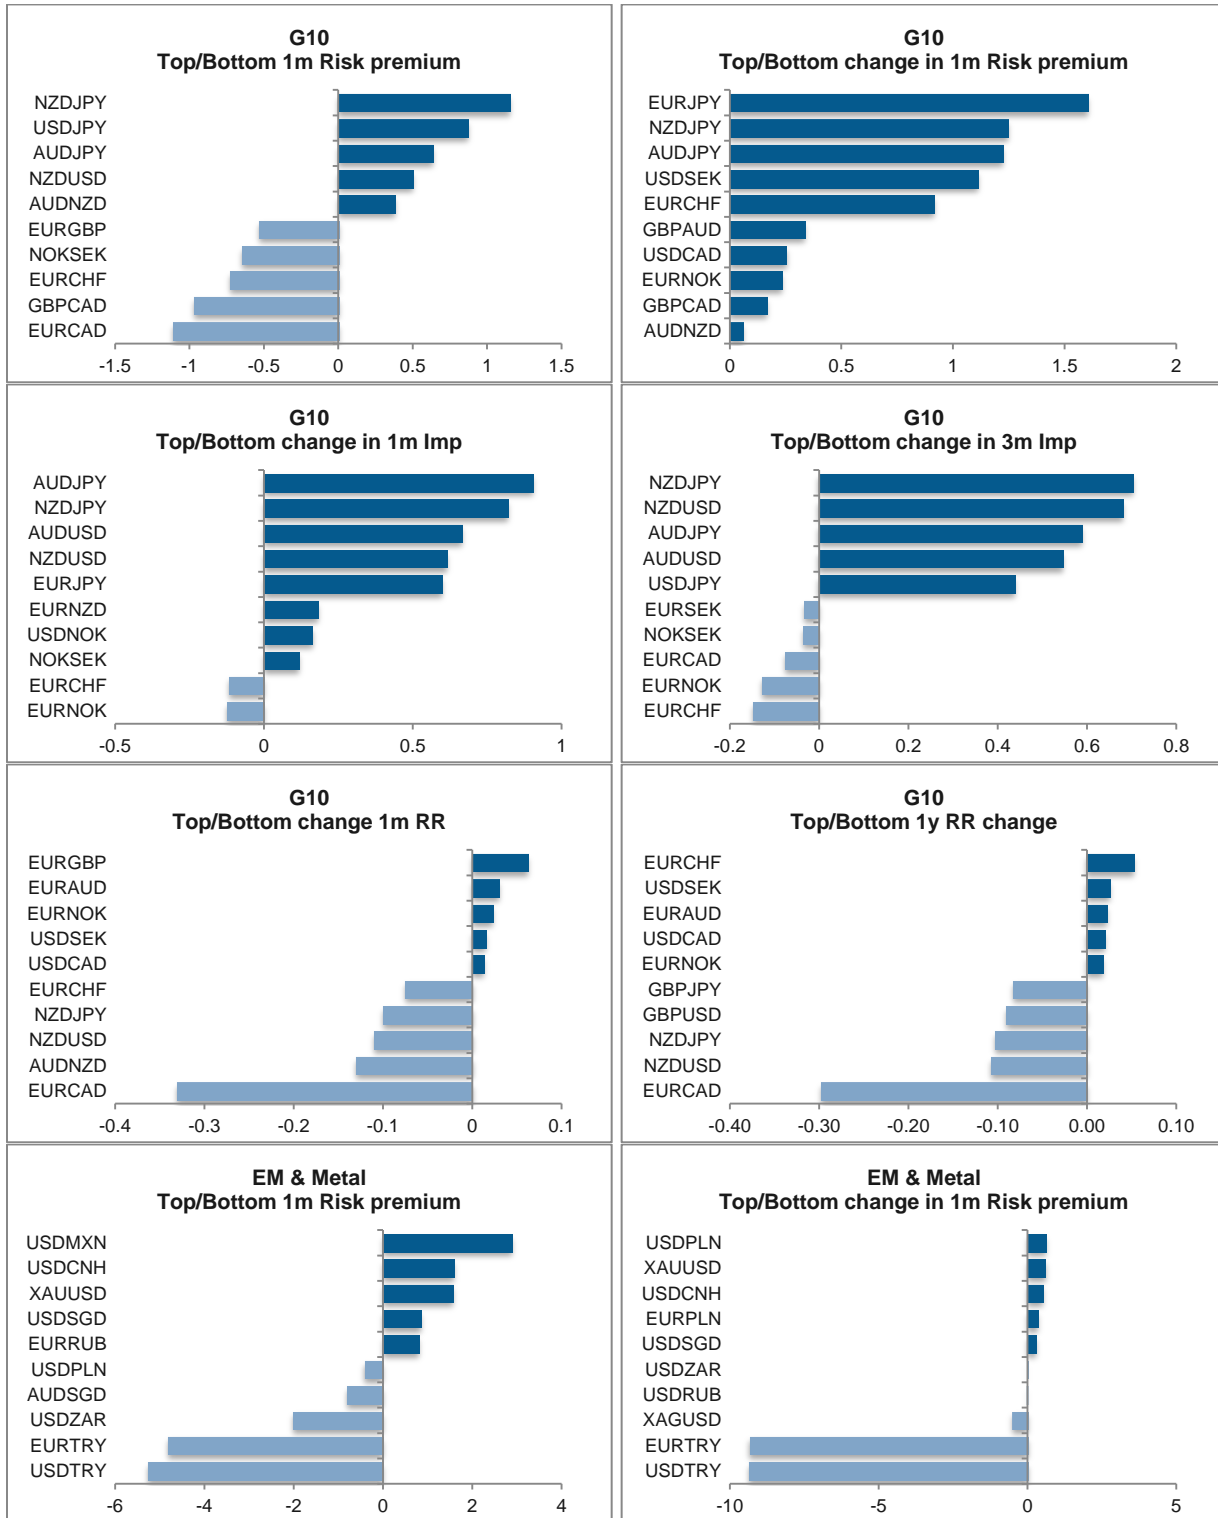 G10
Top/Bottom 1m Risk premium
NZDJPY
USDJPY
AUDJPY
NZDUSD
AUDNZD
EURGBP
NOKSEK
EURCHF
GBPCAD
EURCAD
-1.5 -1 -0.5 0 0.5 1 1.5
G10
Top/Bottom change in 1m Risk premium
EURJPY
NZDJPY
AUDJPY
USDSEK
EURCHF
GBPAUD
USDCAD
EURNOK
GBPCAD
AUDNZD
0 0.5 1 1.5 2
G10
Top/Bottom change in 1m Imp
AUDJPY
NZDJPY
AUDUSD
NZDUSD
EURJPY
EURNZD
USDNOK
NOKSEK
EURCHF
EURNOK
-0.5 0 0.5 1
G10
Top/Bottom change in 3m Imp
NZDJPY
NZDUSD
AUDJPY
AUDUSD
USDJPY
EURSEK
NOKSEK
EURCAD
EURNOK
EURCHF
-0.2 0 0.2 0.4 0.6 0.8
G10
Top/Bottom change 1m RR
EURGBP
EURAUD
EURNOK
USDSEK
USDCAD
EURCHF
NZDJPY
NZDUSD
AUDNZD
EURCAD
-0.4 -0.3 -0.2 -0.1 0 0.1
G10
Top/Bottom 1y RR change
EURCHF
USDSEK
EURAUD
USDCAD
EURNOK
GBPJPY
GBPUSD
NZDJPY
NZDUSD
EURCAD
-0.40 -0.30 -0.20 -0.10 0.00 0.10
EM & Metal
Top/Bottom 1m Risk premium
USDMXN
USDCNH
XAUUSD
USDSGD
EURRUB
USDPLN
AUDSGD
USDZAR
EURTRY
USDTRY
-6 -4 -2 0 2 4
EM & Metal
Top/Bottom change in 1m Risk premium
USDPLN
XAUUSD
USDCNH
EURPLN
USDSGD
USDZAR
USDRUB
XAGUSD
EURTRY
USDTRY
-10 -5 0 5